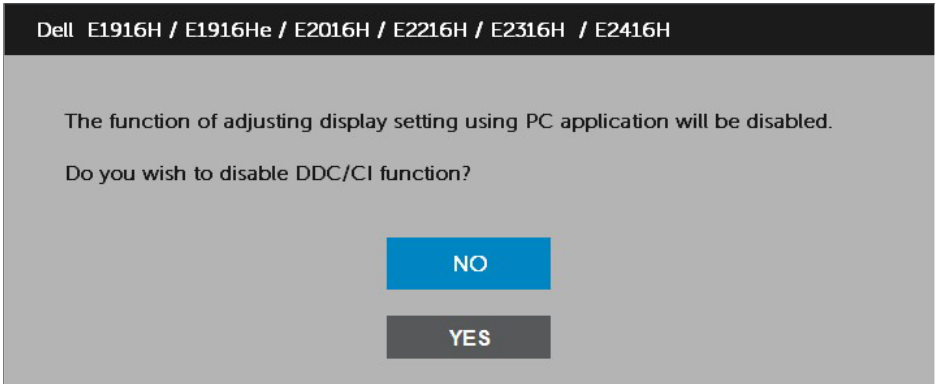 Dell E1916H / E1916He / E2016H / E2216H / E2316H / E2416H
The function of adjusting display setting using PC application will be disabled.
Do you wish to disable DDC/CI function?
NO
YES